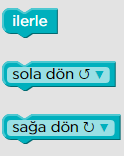 ilerle
sola dön ↺ ▼
sağa dön ↻ ▼